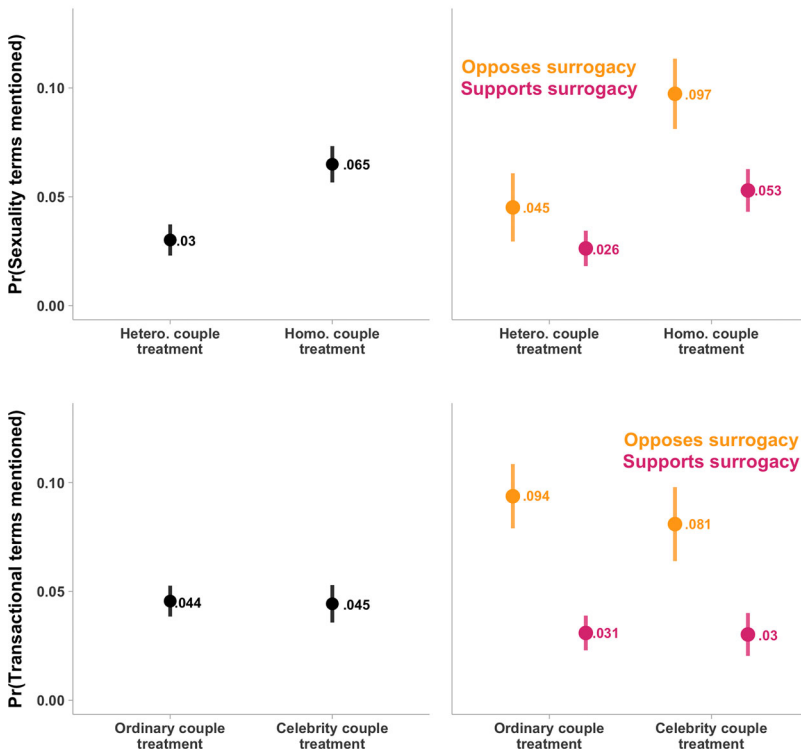 Pr(Sexuality terms mentioned)
0.10
0.05
0.00
.03
.065
Hetero. couple
treatment
Homo. couple
treatment
Opposes surrogacy
Supports surrogacy
.045
.026
.097
.053
Hetero. couple
treatment
Homo. couple
treatment
Pr(Transactional terms mentioned)
0.10
0.05
0.00
.044
.045
Ordinary couple
treatment
Celebrity couple
treatment
Opposes surrogacy
Supports surrogacy
.094
.031
.081
.03
Ordinary couple
treatment
Celebrity couple
treatment